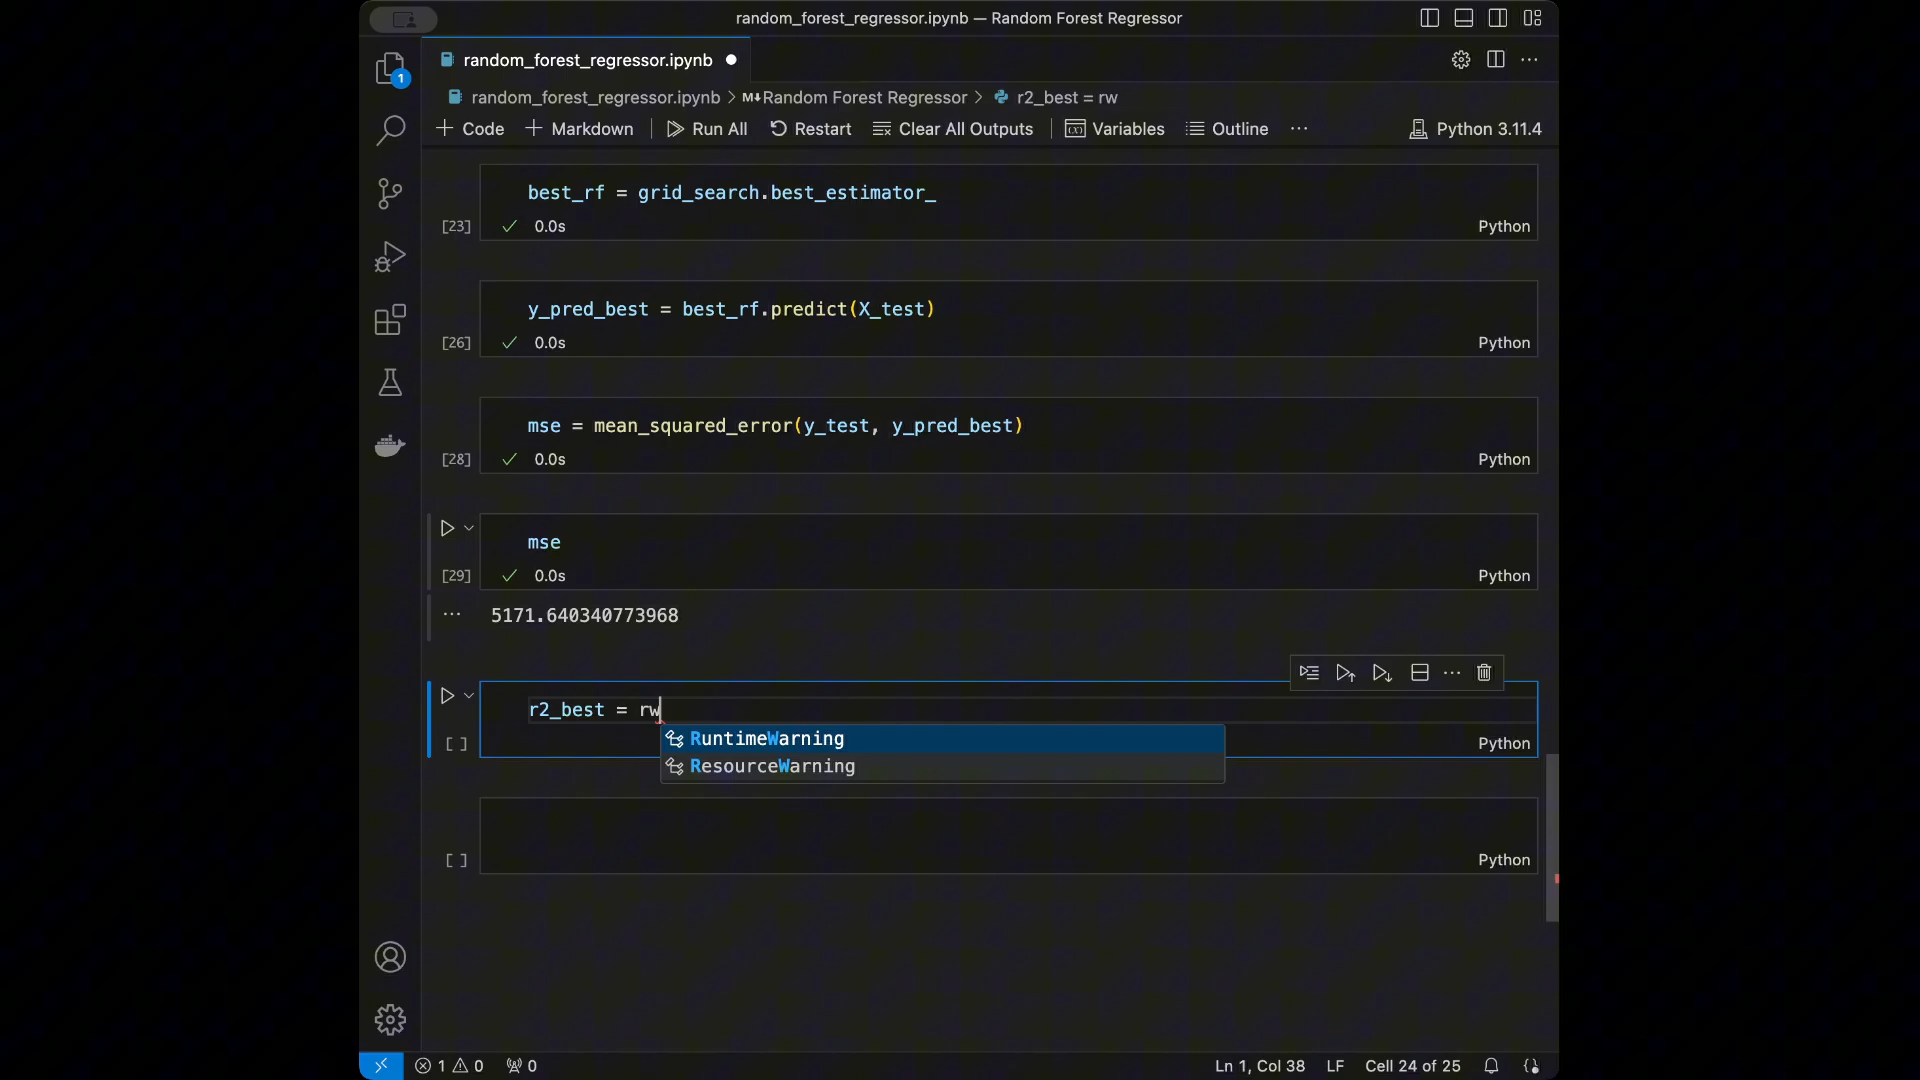 random_forest_regressor.ipynb — Random Forest Regressor
random_forest_regressor.ipynb
1
random_forest_regressor.ipynb > M↓ Random Forest Regressor > r2_best = rw
Code Markdown Run All Restart Clear All Outputs Variables Outline ... Python 3.11.4
best_rf = grid_search.best_estimator_
[23] ✓ 0.0s Python
y_pred_best = best_rf.predict(X_test)
[26] ✓ 0.0s Python
mse = mean_squared_error(y_test, y_pred_best)
[28] ✓ 0.0s Python
mse
[29] ✓ 0.0s Python
... 5171.640340773968
r2_best = rw
RuntimeWarning
[ ] Python
ResourceWarning
[ ] Python
1 0 0 Ln 1, Col 38 LF Cell 24 of 25